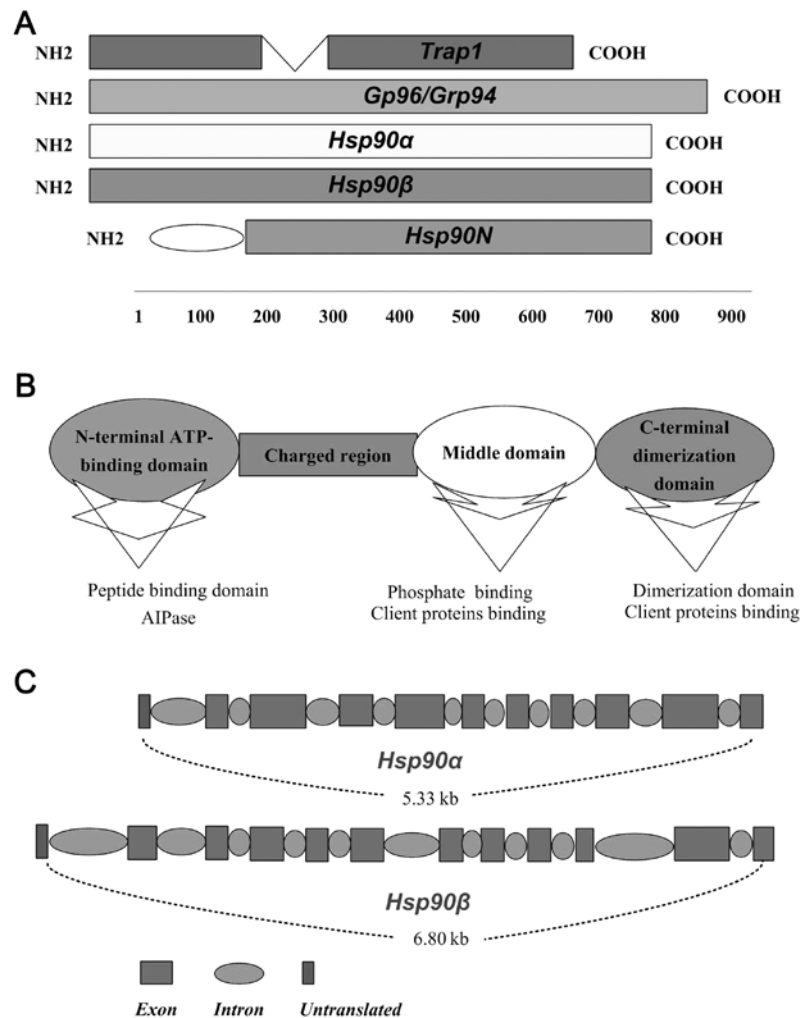 A
NH2 Trap1 COOH
NH2 Gp96/Grp94 COOH
NH2 Hsp90α COOH
NH2 Hsp90β COOH
NH2 Hsp90N COOH
1 100 200 300 400 500 600 700 800 900
B
N-terminal ATP-
binding domain
Charged region
Middle domain
C-terminal
dimerization
domain
Peptide binding domain
AIPase
Phosphate binding
Client proteins binding
Dimerization domain
Client proteins binding
C
Hsp90α
5.33 kb
Hsp90β
6.80 kb
Exon Intron Untranslated